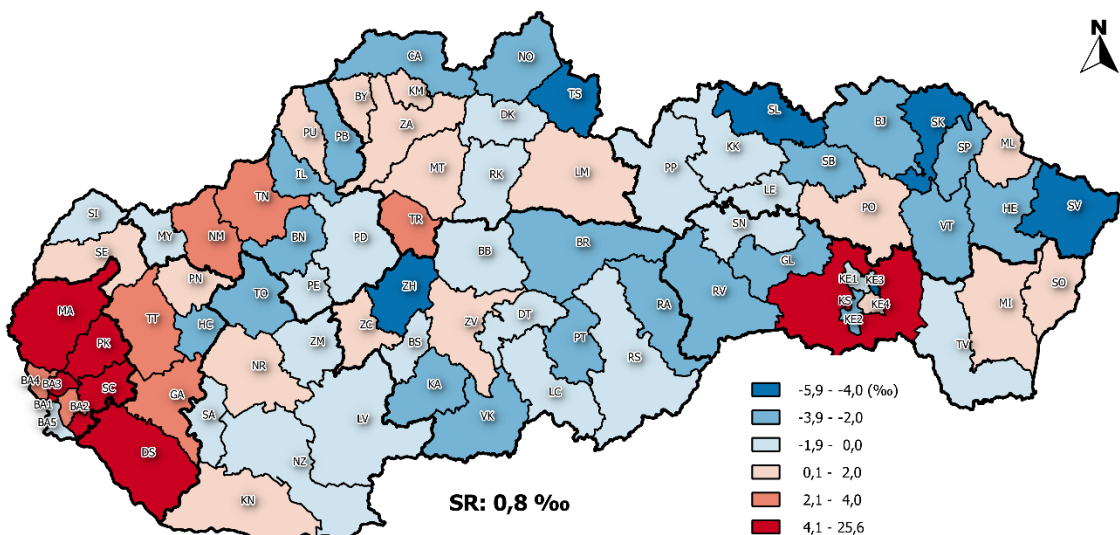 N
CA
NO
TS
KM
BY
DK
ZA
PU
PB
SL
BJ
SK
SP
ML
IL
MT
RK
LM
PP
KK
SB
LE
TN
TR
PO
VT
HE
SV
SI
MY
NM
BN
PD
BB
BR
SN
GL
SE
PN
TO
PE
ZH
RV
KE1
KE3
KS
KE4
KE2
MI
SO
MA
TT
HC
ZC
ZV
DT
RA
PK
ZM
BS
PT
TV
NR
RS
BA4
BA3
SC
GA
KA
LC
BA1
BA2
BA5
SA
LV
VK
DS
NZ
KN
SR: 0,8 ‰
-5,9 - -4,0 (‰)
-3,9 - -2,0
-1,9 - 0,0
0,1 - 2,0
2,1 - 4,0
4,1 - 25,6